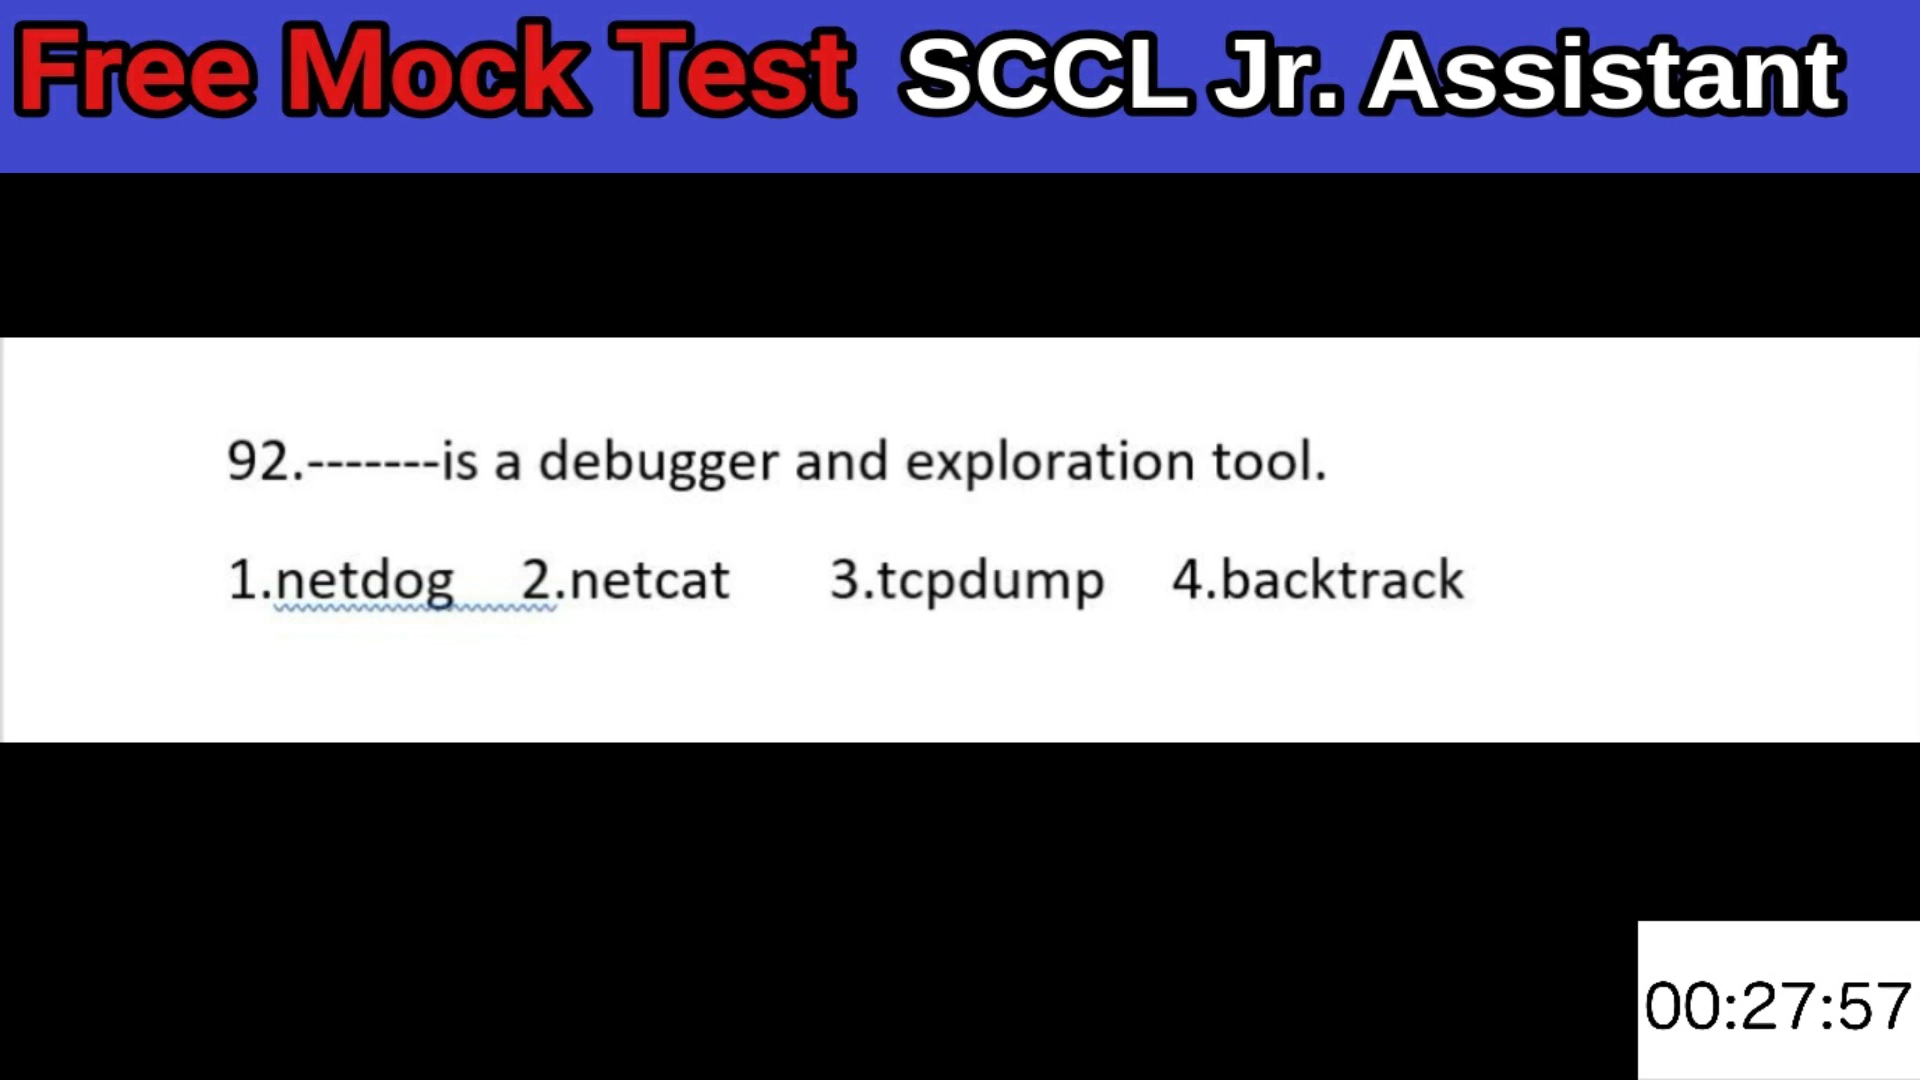 Free Mock Test SCCL Jr. Assistant
92.-------is a debugger and exploration tool.
1.netdog 2.netcat 3.tcpdump 4.backtrack
00:27:57